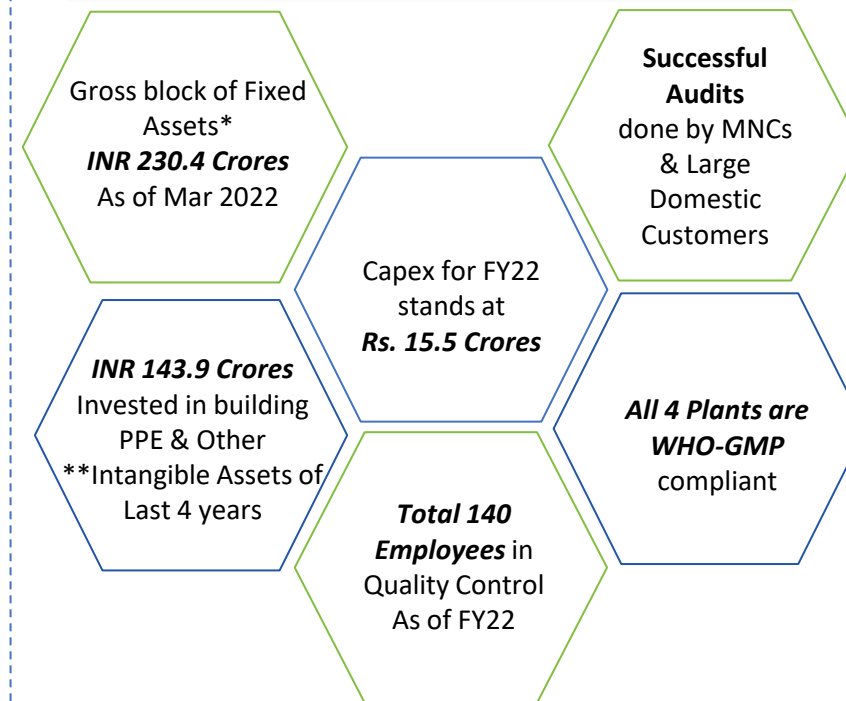 Gross block of Fixed
Assets*
INR 230.4 Crores
As of Mar 2022
Successful
Audits
done by MNCs
& Large
Domestic
Customers
Capex for FY22
stands at
Rs. 15.5 Crores
INR 143.9 Crores
Invested in building
PPE & Other
**Intangible Assets of
Last 4 years
All 4 Plants are
WHO-GMP
compliant
Total 140
Employees in
Quality Control
As of FY22